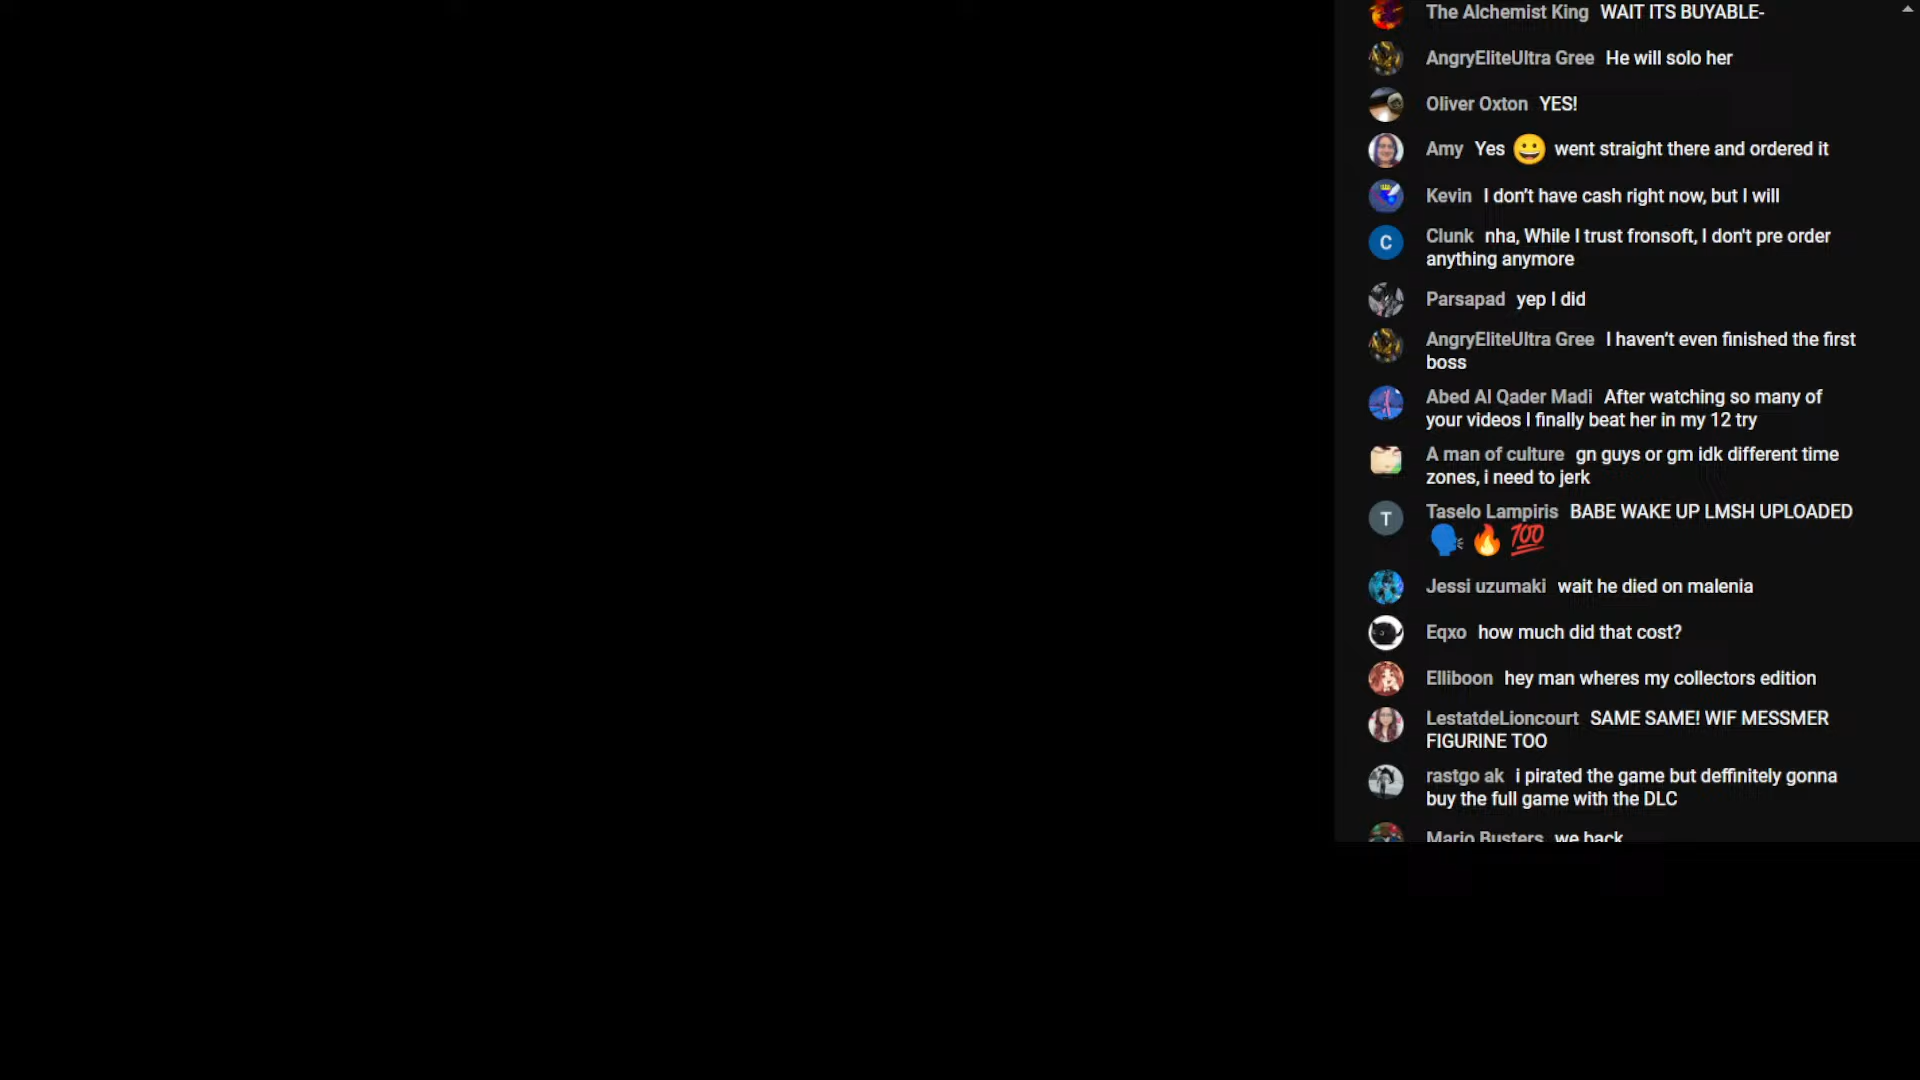 The Alchemist King WAIT ITS BUYABLE-
AngryEliteUltra Gree He will solo her
Oliver Oxton YES!
Amy Yes 😀 went straight there and ordered it
Kevin I don't have cash right now, but I will
C
Clunk nha, While I trust fronsoft, I don't pre order
anything anymore
Parsapad yep I did
AngryEliteUltra Gree I haven't even finished the first
boss
Abed Al Qader Madi After watching so many of
your videos I finally beat her in my 12 try
A man of culture gn guys or gm idk different time
zones, i need to jerk
T
Taselo Lampiris BABE WAKE UP LMSH UPLOADED
🗣🔥💯
Jessi uzumaki wait he died on malenia
Eqxo how much did that cost?
Elliboon hey man wheres my collectors edition
LestatdeLioncourt SAME SAME! WIF MESSMER
FIGURINE TOO
rastgo ak i pirated the game but deffinitely gonna
buy the full game with the DLC
Mario Busters we back